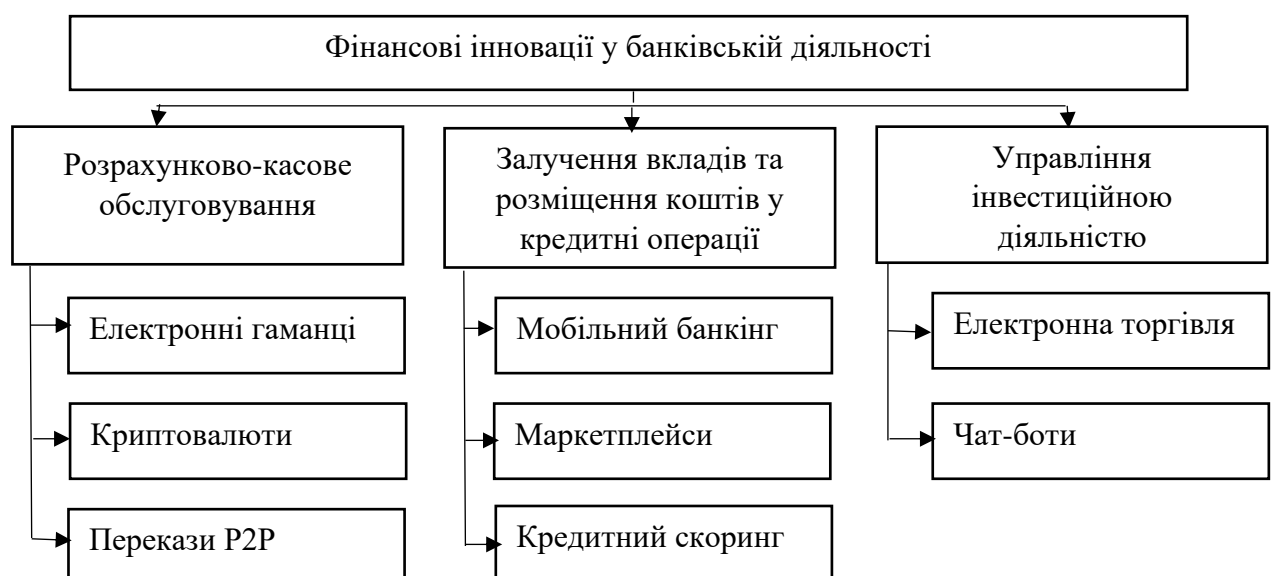 Фінансові інновації у банківській діяльності
Розрахунково-касове
обслуговування
Електронні гаманці
Криптовалюти
Перекази P2P
Залучення вкладів та
розміщення коштів у
кредитні операції
Мобільний банкінг
Маркетплейси
Кредитний скоринг
Управління
інвестиційною
діяльністю
Електронна торгівля
Чат-боти